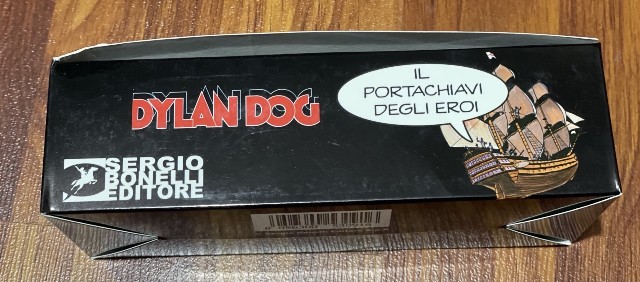 DYLAN DOG
IL
PORTACHIAVI
DEGLI EROI
SERGIO
BONELLI
EDITORE